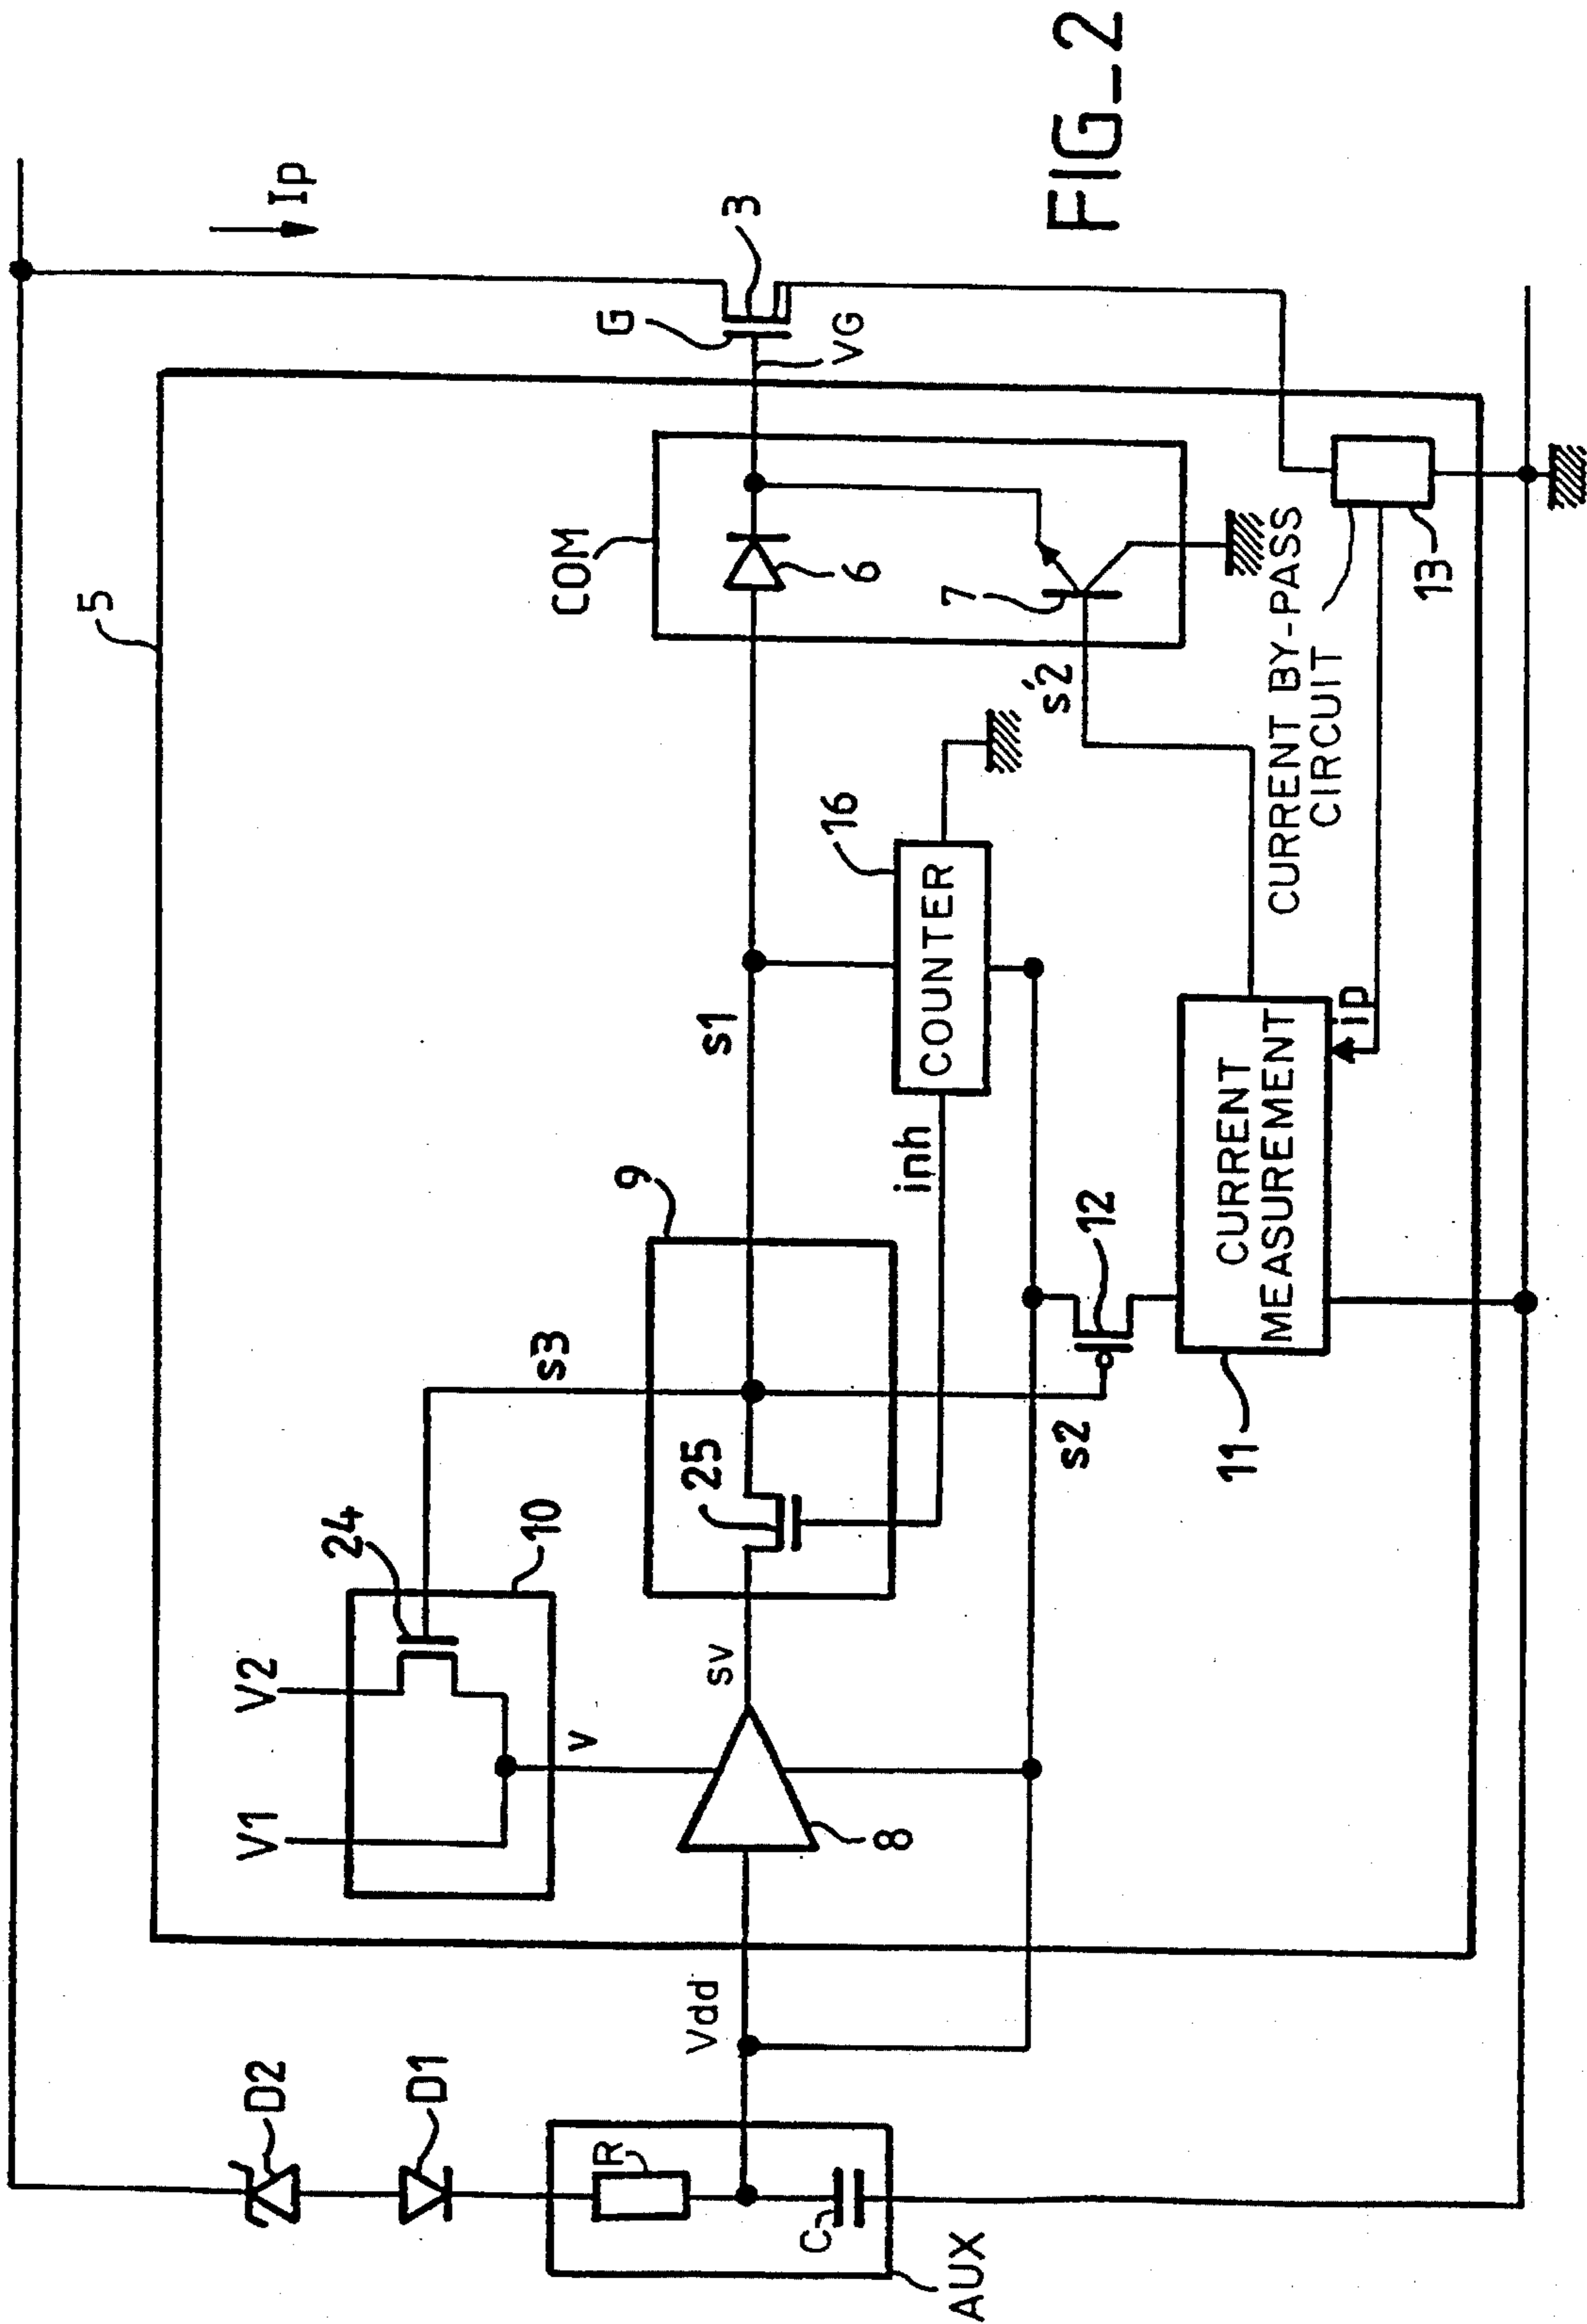 FIG_2
5
Ip
D2
D1
AUX
R
C
Vdd
V1
V2
24
10
v
8
sv
s3
9
25
s1
inh
16
COUNTER
s2
12
11
CURRENT
MEASUREMENT
ip
COM
6
7
s'2
CURRENT BY-PASS
CIRCUIT
13
G
VG
3